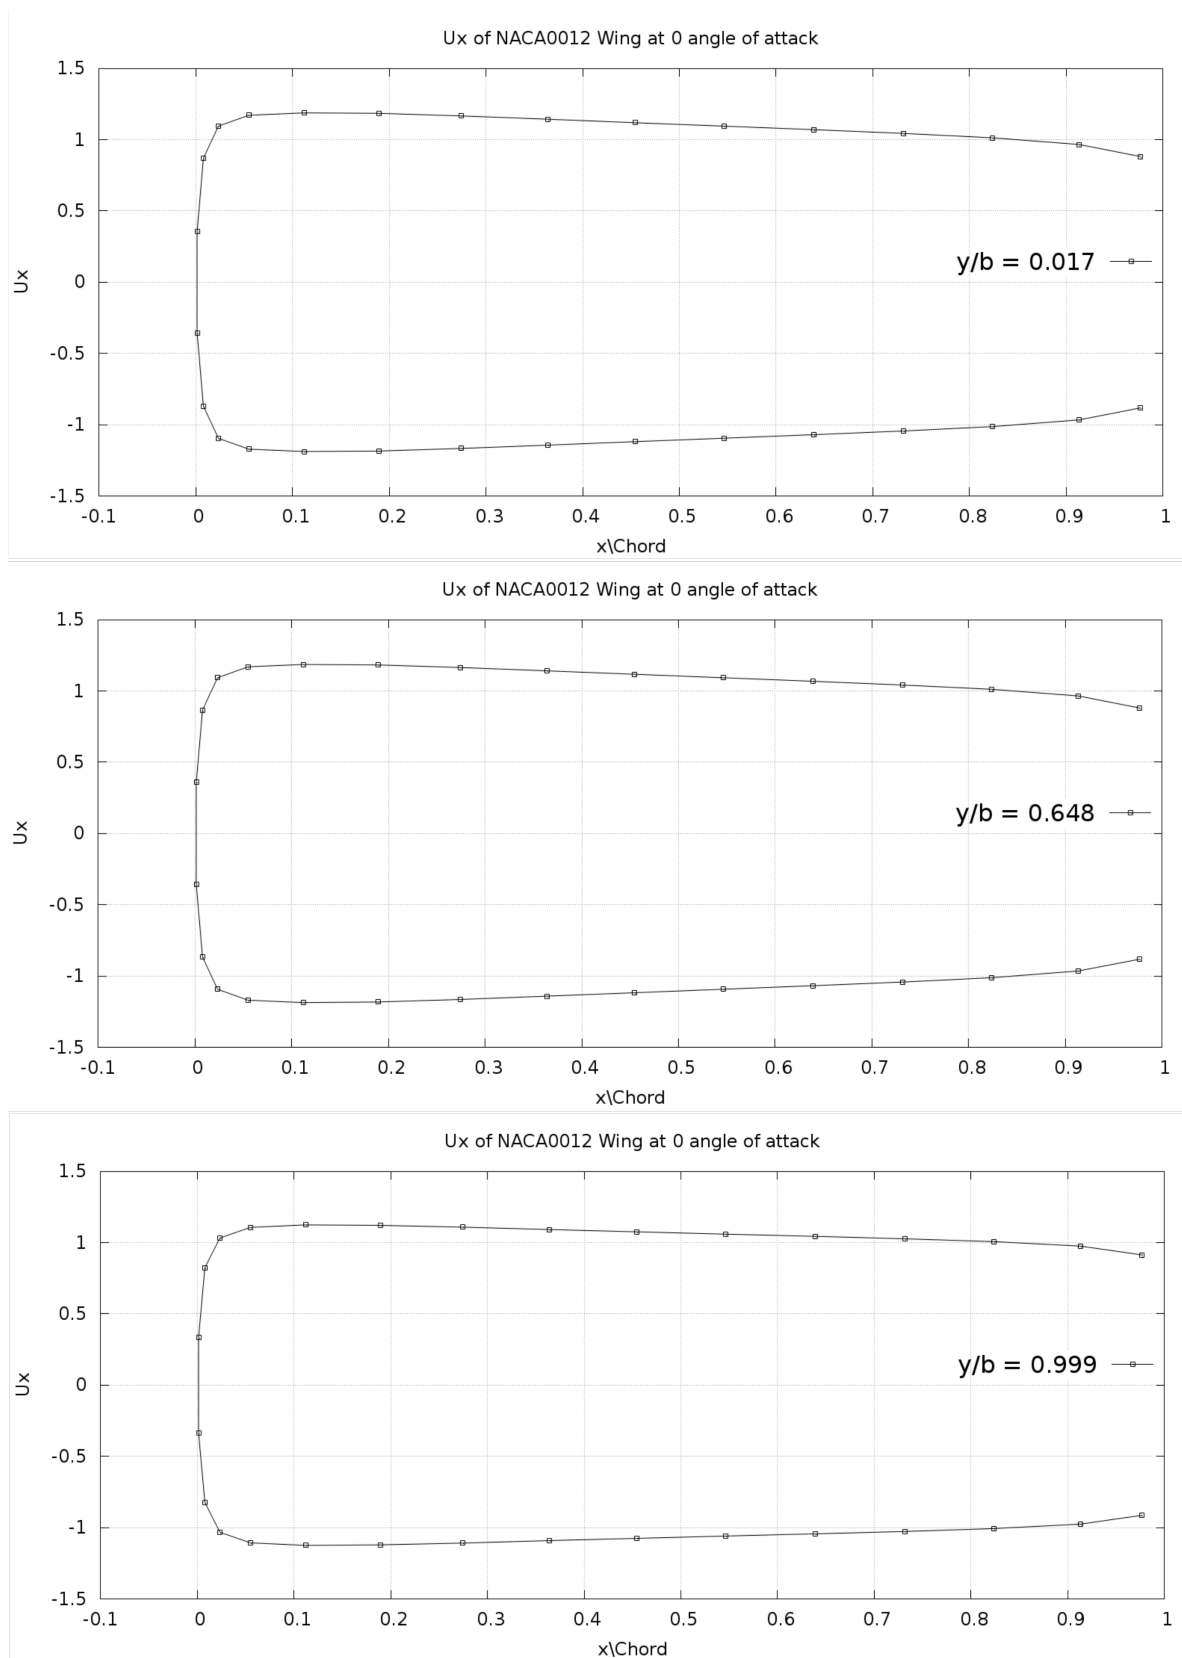 Ux of NACA0012 Wing at 0 angle of attack
1.5
1
0.5
0
-0.5
-1
-1.5
Ux
y/b = 0.017
-0.1 0 0.1 0.2 0.3 0.4 0.5 0.6 0.7 0.8 0.9 1
x\Chord
Ux of NACA0012 Wing at 0 angle of attack
1.5
1
0.5
0
-0.5
-1
-1.5
Ux
y/b = 0.648
-0.1 0 0.1 0.2 0.3 0.4 0.5 0.6 0.7 0.8 0.9 1
x\Chord
Ux of NACA0012 Wing at 0 angle of attack
1.5
1
0.5
0
-0.5
-1
-1.5
Ux
y/b = 0.999
-0.1 0 0.1 0.2 0.3 0.4 0.5 0.6 0.7 0.8 0.9 1
x\Chord